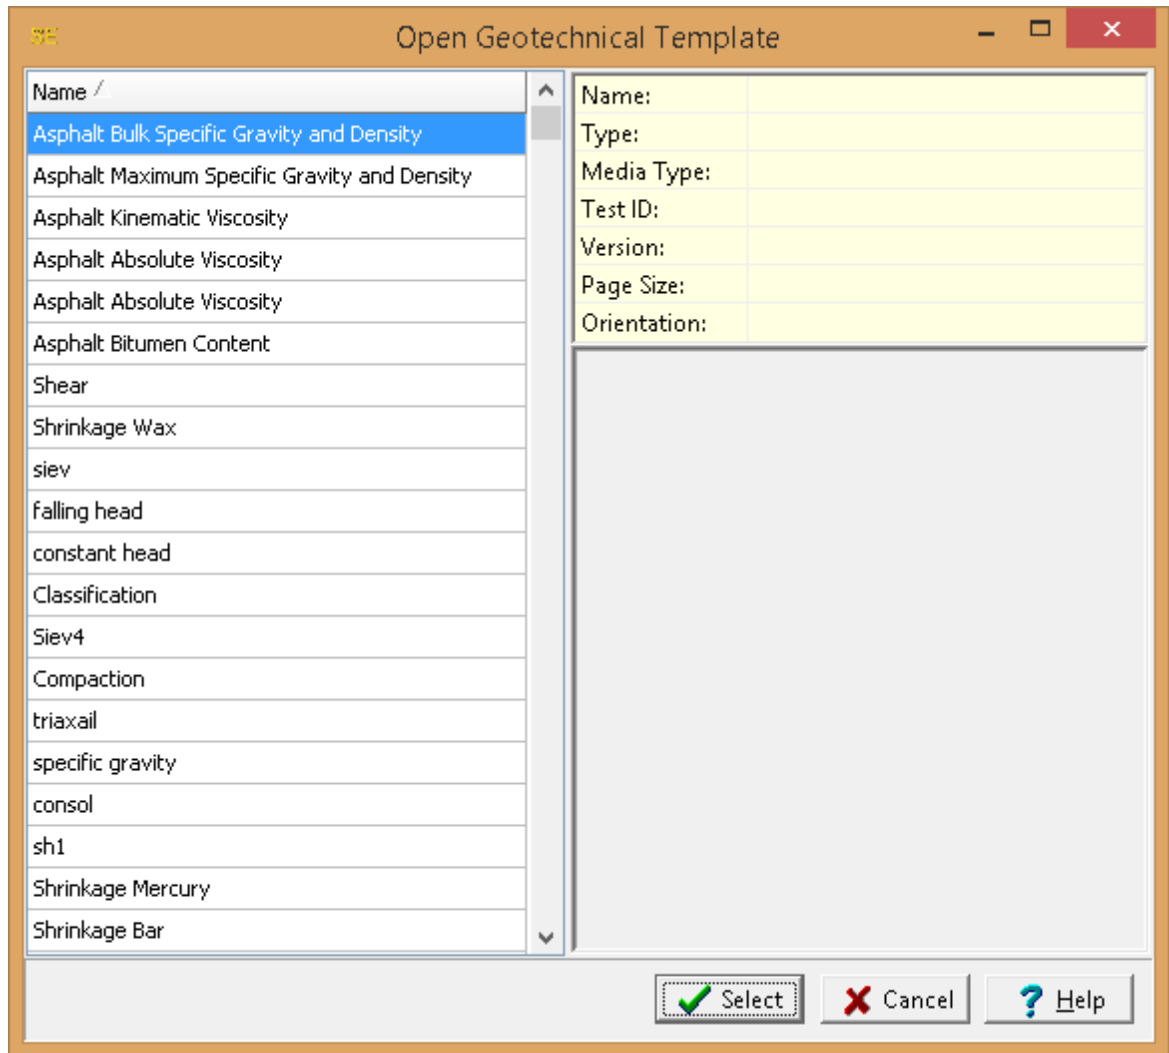 Open Geotechnical Template
Name
Asphalt Bulk Specific Gravity and Density
Asphalt Maximum Specific Gravity and Density
Asphalt Kinematic Viscosity
Asphalt Absolute Viscosity
Asphalt Absolute Viscosity
Asphalt Bitumen Content
Shear
Shrinkage Wax
siev
falling head
constant head
Classification
Siev4
Compaction
triaxail
specific gravity
consol
sh1
Shrinkage Mercury
Shrinkage Bar
Name:
Type:
Media Type:
Test ID:
Version:
Page Size:
Orientation:
Select
Cancel
Help